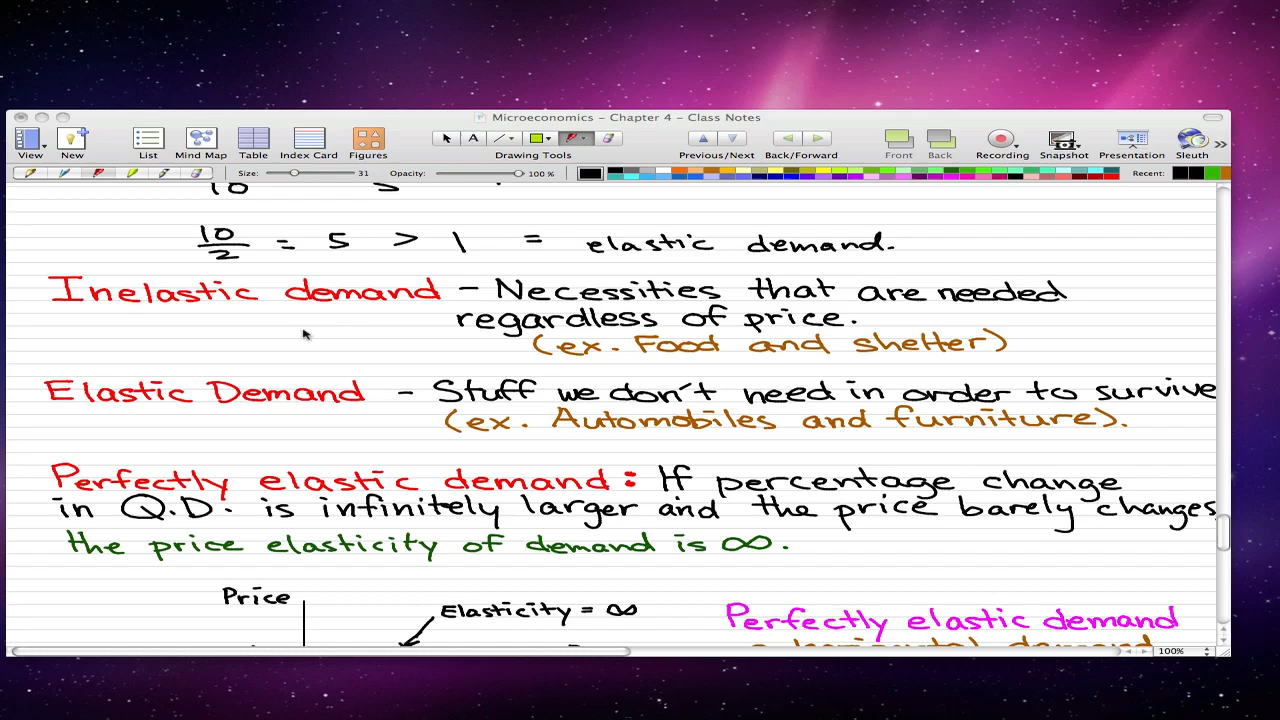 Microeconomics - Chapter 4 - Class Notes
View New List Mind Map Table Index Card Figures Drawing Tools Previous/Next Back/Forward Front Back Recording Snapshot Presentation Sleuth
Size: 31 Opacity: 100 % Recent:
10 5
10/2 = 5 > 1 = elastic demand.
Inelastic demand - Necessities that are needed
regardless of price.
(ex. Food and shelter)
Elastic Demand - Stuff we don't need in order to survive
(ex. Automobiles and furniture).
Perfectly elastic demand: If percentage change
in Q.D. is infinitely larger and the price barely changes
the price elasticity of demand is ∞.
Price
Elasticity = ∞
Perfectly elastic demand
a horizontal demand
100%